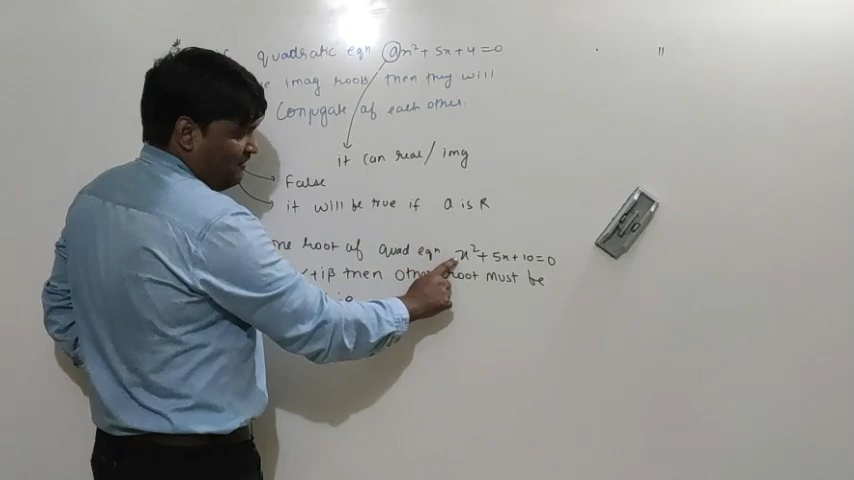 quadratic eqⁿ ax² + 5x + 4 = 0
imag roots then they will
Conjugate of each other.
it can real / img
False
it will be true if a is R
one root of quad eqⁿ x² + 5x + 10 = 0
+iβ then other root must be